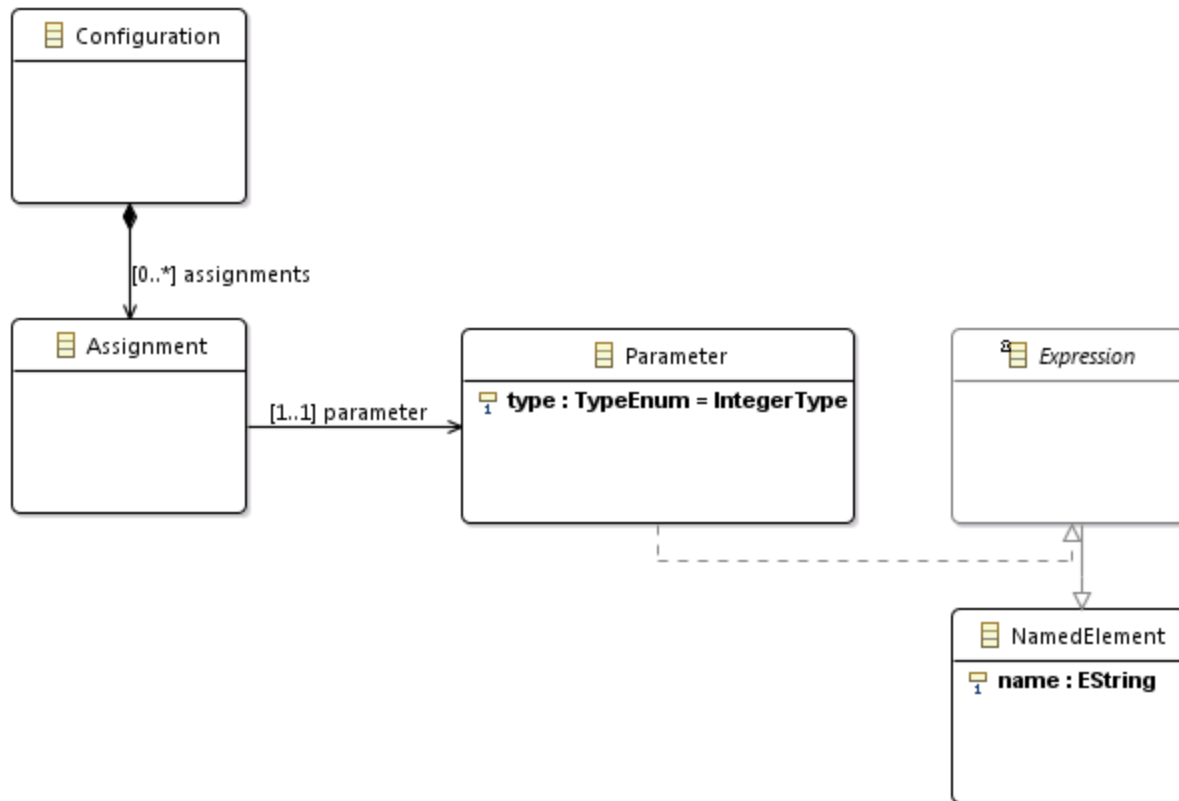 Configuration
[0..*] assignments
Assignment
[1..1] parameter
Parameter
type : TypeEnum = IntegerType
Expression
NamedElement
name : EString